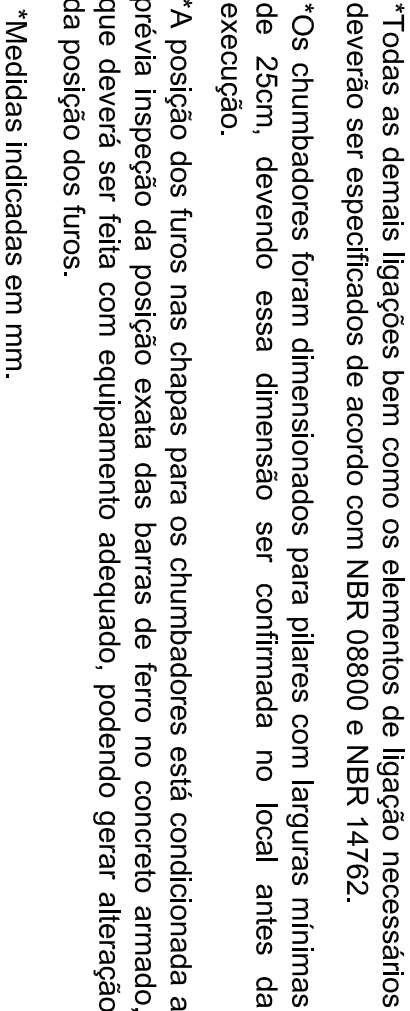 *Todas as demais ligações bem como os elementos de ligação necessários
deverão ser especificados de acordo com NBR 08800 e NBR 14762.
*Os chumbadores foram dimensionados para pilares com larguras mínimas
de 25cm, devendo essa dimensão ser confirmada no local antes da
execução.
*A posição dos furos nas chapas para os chumbadores está condicionada a
prévia inspeção da posição exata das barras de ferro no concreto armado,
que deverá ser feita com equipamento adequado, podendo gerar alteração
da posição dos furos.
*Medidas indicadas em mm.